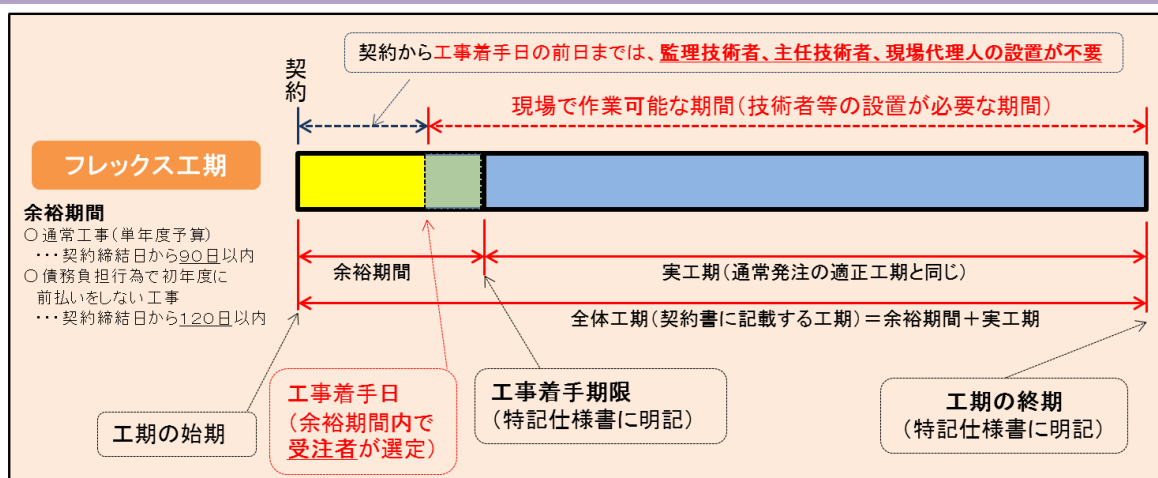 契約から工事着手日の前日までは、監理技術者、主任技術者、現場代理人の設置が不要
契約
現場で作業可能な期間(技術者等の設置が必要な期間)
フレックス工期
余裕期間
○通常工事(単年度予算)
・・・契約締結日から90日以内
○債務負担行為で初年度に
前払いをしない工事
・・・契約締結日から120日以内
余裕期間
実工期(通常発注の適正工期と同じ)
全体工期(契約書に記載する工期)=余裕期間+実工期
工期の始期
工事着手日
(余裕期間内で
受注者が選定)
工事着手期限
(特記仕様書に明記)
工期の終期
(特記仕様書に明記)